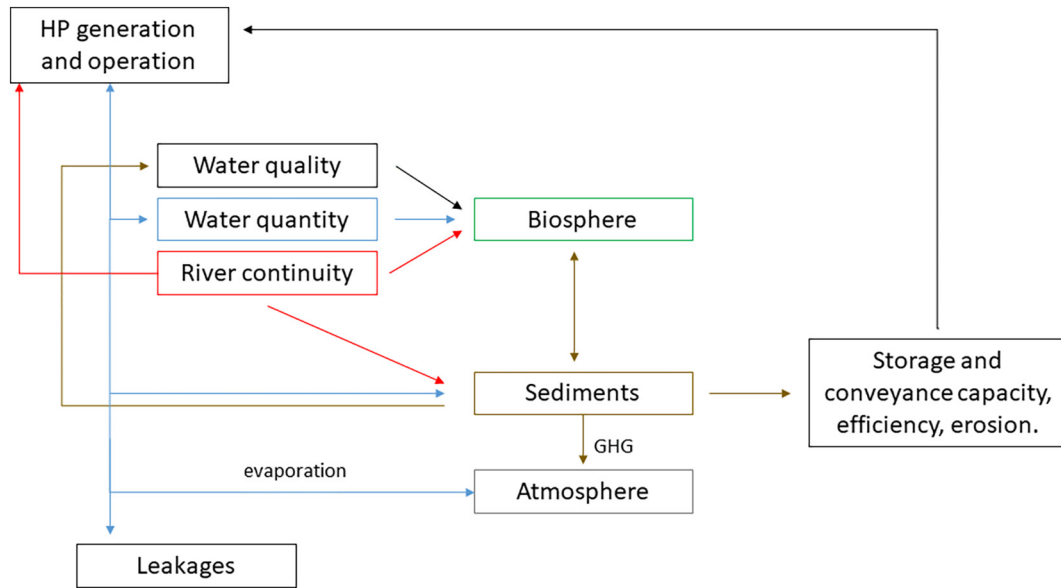 HP generation
and operation
Water quality
Water quantity
Biosphere
River continuity
Sediments
Storage and
conveyance capacity,
efficiency, erosion.
GHG
evaporation
Atmosphere
Leakages